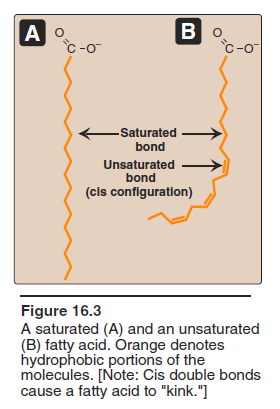 A
B
O
C-O⁻
O
C-O⁻
Saturated
bond
Unsaturated
bond
(cis configuration)
Figure 16.3
A saturated (A) and an unsaturated
(B) fatty acid. Orange denotes
hydrophobic portions of the
molecules. [Note: Cis double bonds
cause a fatty acid to "kink."]